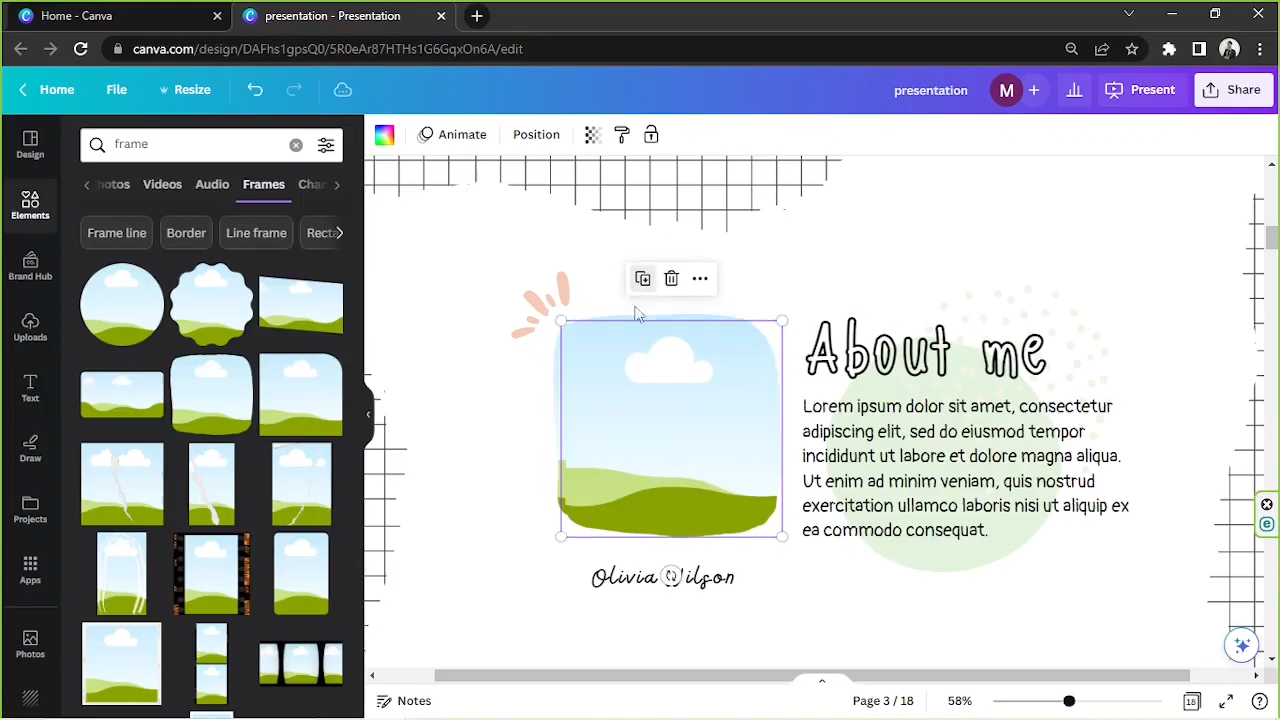 Home - Canva
presentation - Presentation
canva.com/design/DAFhs1gpsQ0/5R0eAr87HTHs1G6GqxOn6A/edit
Home
File
Resize
presentation
M
Present
Share
Design
Elements
Brand Hub
Uploads
Text
Draw
Projects
Apps
Photos
frame
hotos
Videos
Audio
Frames
Char
Frame line
Border
Line frame
Recta
Animate
Position
About me
Lorem ipsum dolor sit amet, consectetur
adipiscing elit, sed do eiusmod tempor
incididunt ut labore et dolore magna aliqua.
Ut enim ad minim veniam, quis nostrud
exercitation ullamco laboris nisi ut aliquip ex
ea commodo consequat.
Olivia Wilson
Notes
Page 3 / 18
58%
18